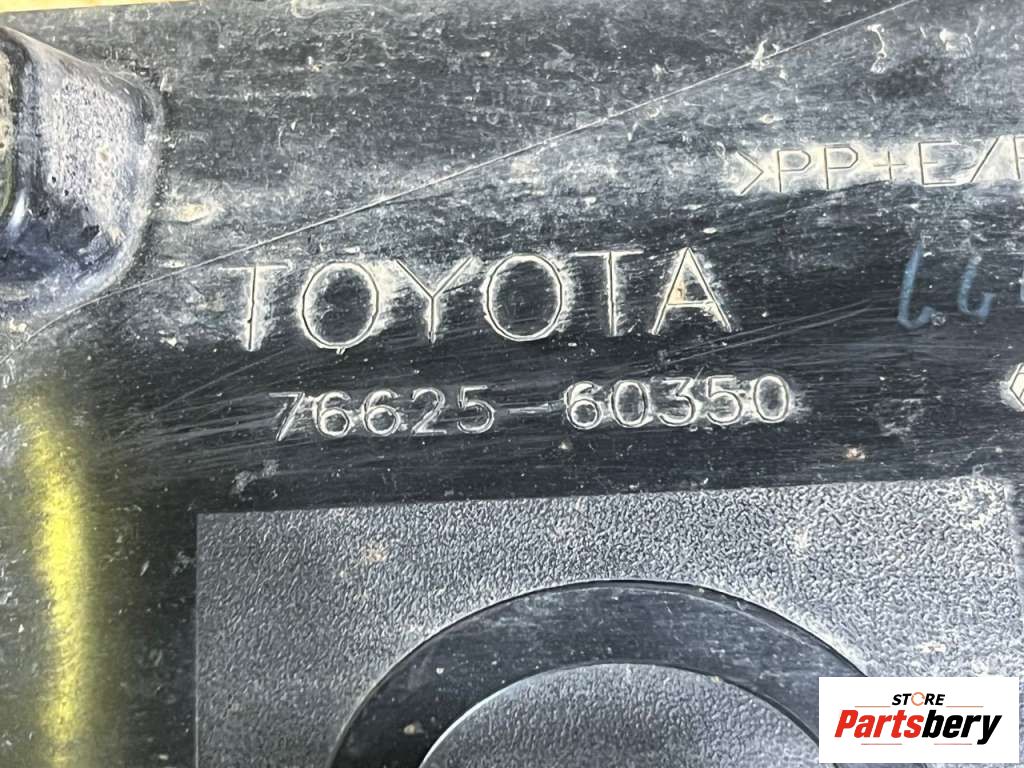 >PP+E/P
TOYOTA
76625-60350
STORE
Partsbery